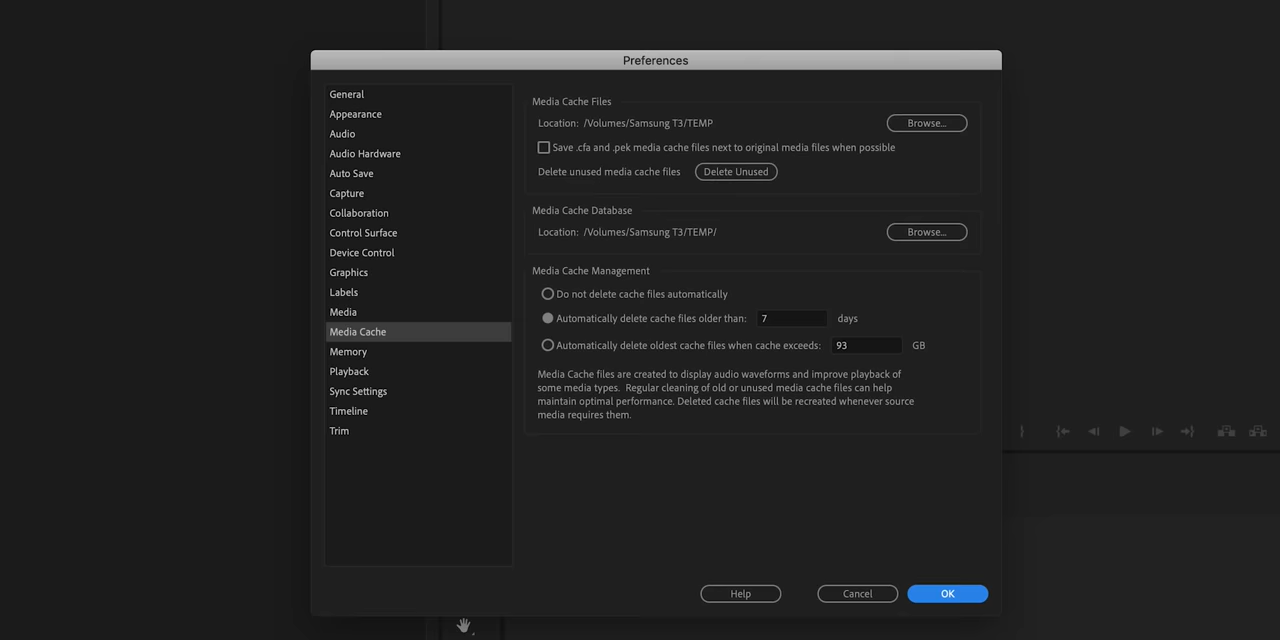 Preferences
General
Appearance
Audio
Audio Hardware
Auto Save
Capture
Collaboration
Control Surface
Device Control
Graphics
Labels
Media
Media Cache
Memory
Playback
Sync Settings
Timeline
Trim
Media Cache Files
Location: /Volumes/Samsung T3/TEMP
Browse...
Save .cfa and .pek media cache files next to original media files when possible
Delete unused media cache files
Delete Unused
Media Cache Database
Location: /Volumes/Samsung T3/TEMP/
Browse...
Media Cache Management
Do not delete cache files automatically
Automatically delete cache files older than: 7 days
Automatically delete oldest cache files when cache exceeds: 93 GB
Media Cache files are created to display audio waveforms and improve playback of
some media types. Regular cleaning of old or unused media cache files can help
maintain optimal performance. Deleted cache files will be recreated whenever source
media requires them.
Help
Cancel
OK